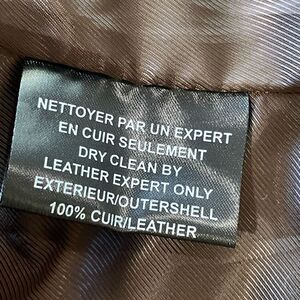 NETTOYER PAR UN EXPERT
EN CUIR SEULEMENT
DRY CLEAN BY
LEATHER EXPERT ONLY
EXTERIEUR/OUTERSHELL
100% CUIR/LEATHER